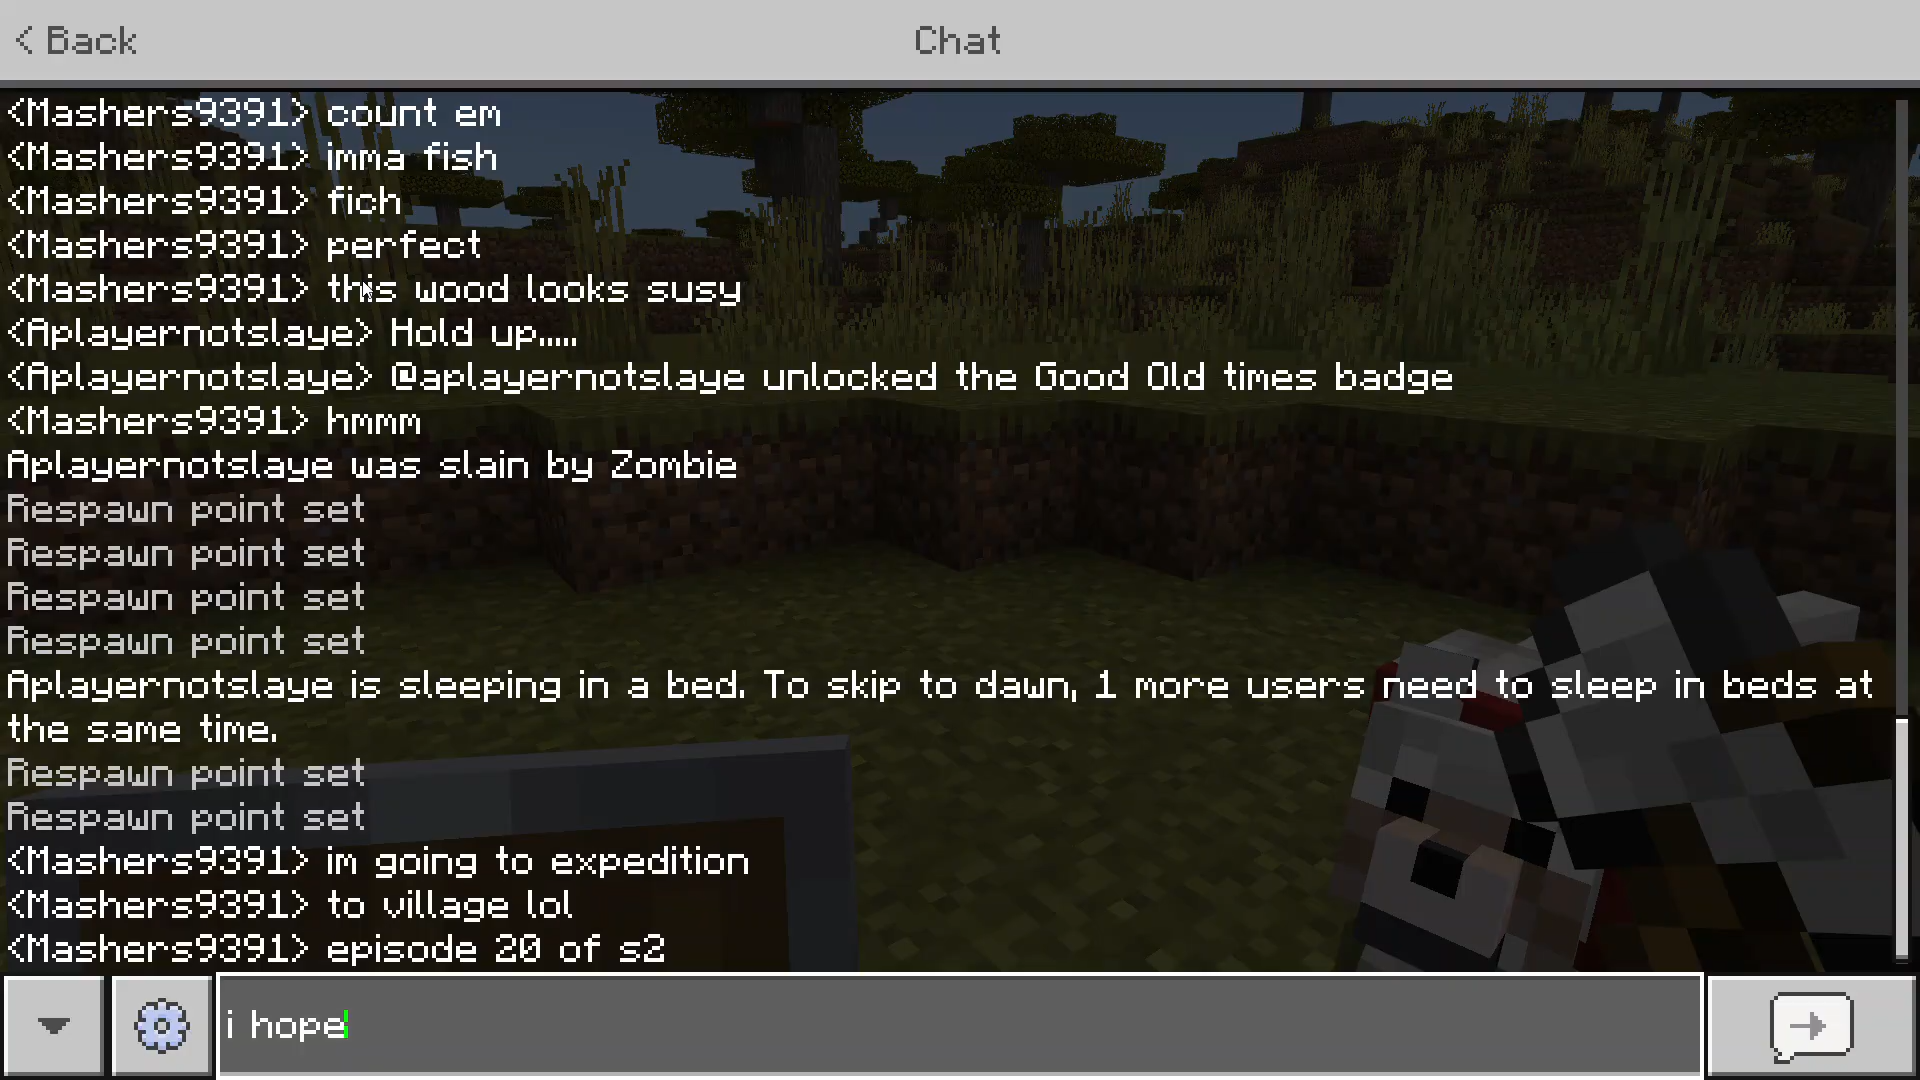 < Back
Chat
<Mashers9391> count em
<Mashers9391> imma fish
<Mashers9391> fich
<Mashers9391> perfect
<Mashers9391> this wood looks susy
<Aplayernotslaye> Hold up.....
<Aplayernotslaye> @aplayernotslaye unlocked the Good Old times badge
<Mashers9391> hmmm
Aplayernotslaye was slain by Zombie
Respawn point set
Respawn point set
Respawn point set
Respawn point set
Aplayernotslaye is sleeping in a bed. To skip to dawn, 1 more users need to sleep in beds at
the same time.
Respawn point set
Respawn point set
<Mashers9391> im going to expedition
<Mashers9391> to village lol
<Mashers9391> episode 20 of s2
i hope